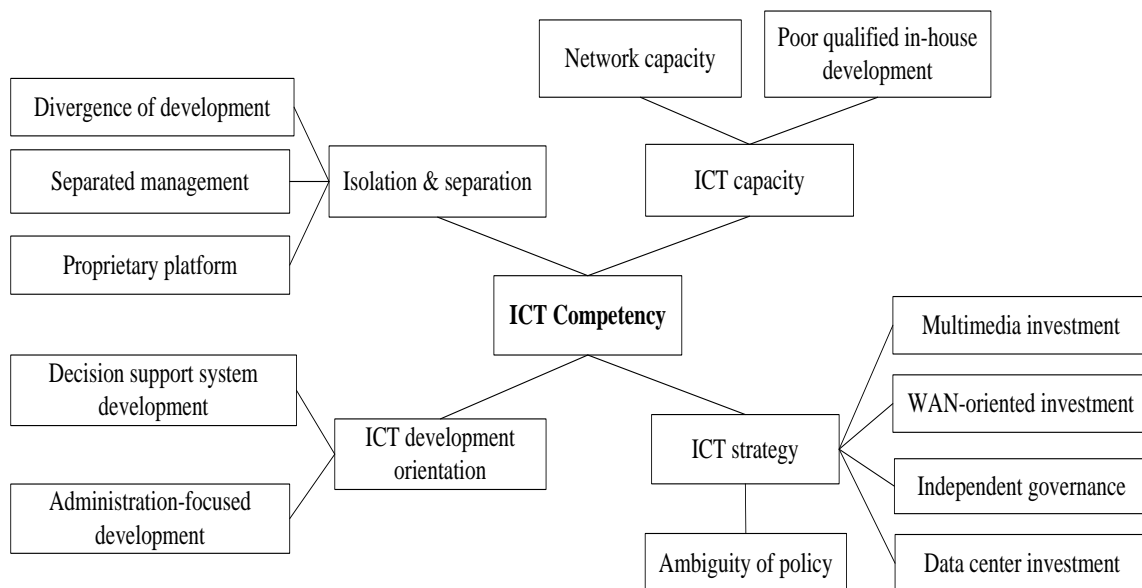 Network capacity
Poor qualified in-house
development
Divergence of development
Separated management
Proprietary platform
Isolation & separation
ICT capacity
ICT Competency
Decision support system
development
Administration-focused
development
ICT development
orientation
ICT strategy
Ambiguity of policy
Multimedia investment
WAN-oriented investment
Independent governance
Data center investment